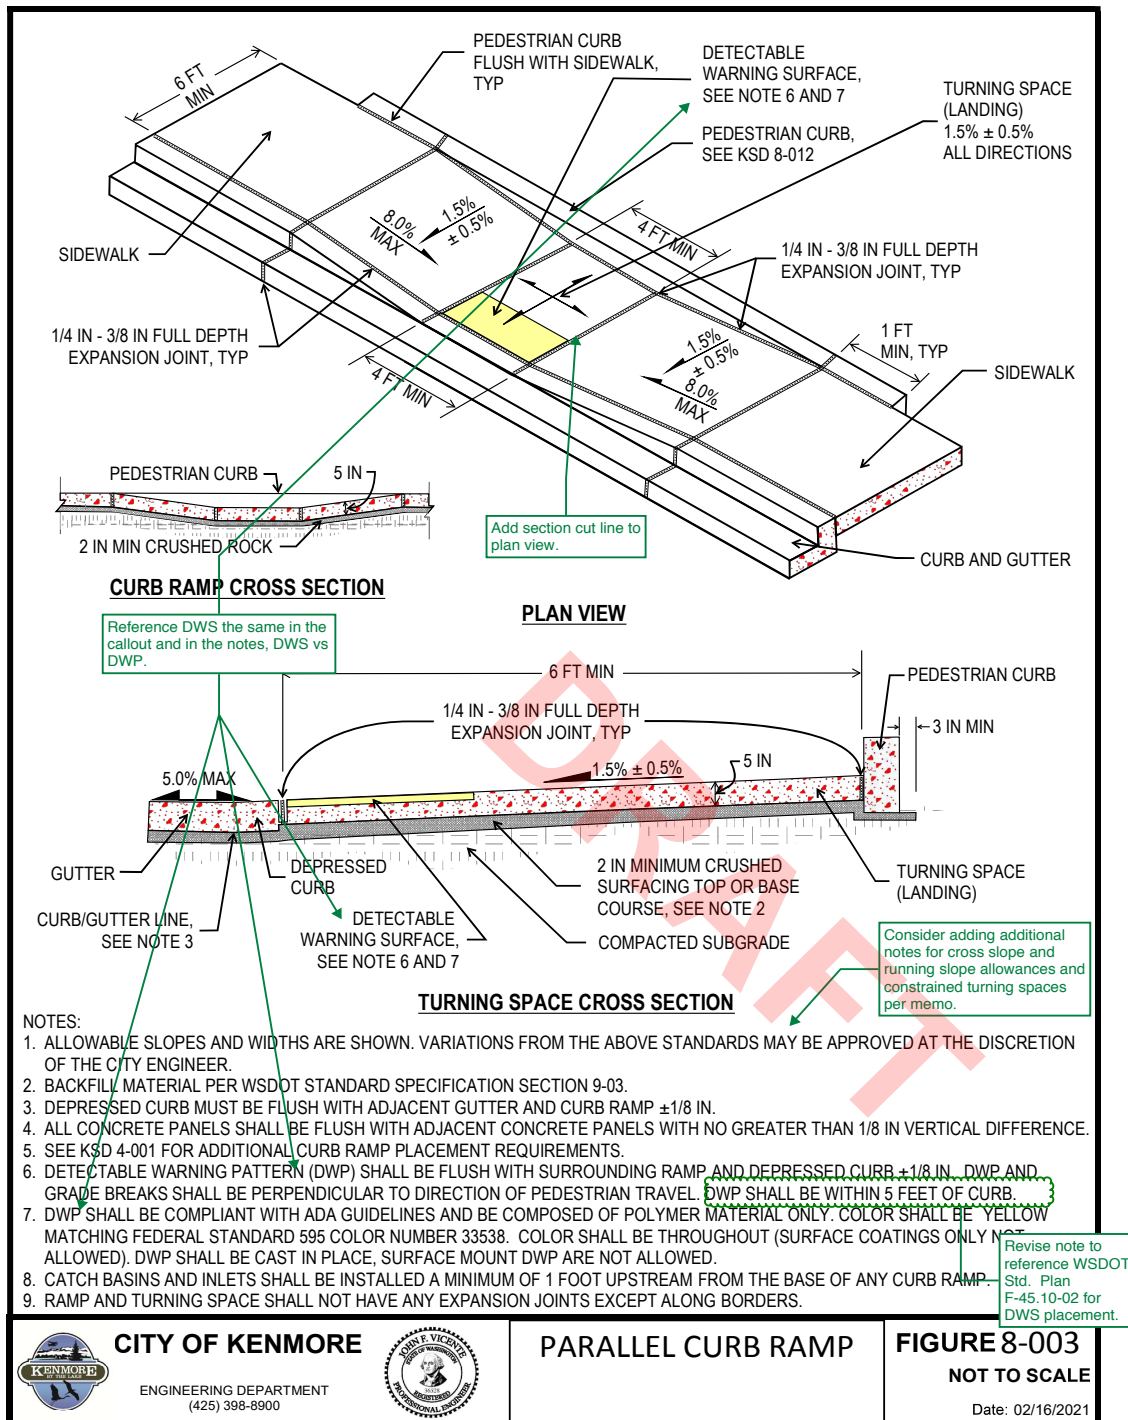 PEDESTRIAN CURB
FLUSH WITH SIDEWALK,
TYP
DETECTABLE
WARNING SURFACE,
SEE NOTE 6 AND 7
TURNING SPACE
(LANDING)
1.5% ± 0.5%
ALL DIRECTIONS
6 FT
MIN
PEDESTRIAN CURB,
SEE KSD 8-012
8.0%
MAX
1.5%
± 0.5%
4 FT MIN
SIDEWALK
1/4 IN - 3/8 IN FULL DEPTH
EXPANSION JOINT, TYP
1/4 IN - 3/8 IN FULL DEPTH
EXPANSION JOINT, TYP
1 FT
MIN, TYP
1.5%
± 0.5%
8.0%
MAX
4 FT MIN
SIDEWALK
PEDESTRIAN CURB
5 IN
2 IN MIN CRUSHED ROCK
Add section cut line to
plan view.
CURB AND GUTTER
CURB RAMP CROSS SECTION
PLAN VIEW
Reference DWS the same in the
callout and in the notes, DWS vs
DWP.
6 FT MIN
PEDESTRIAN CURB
1/4 IN - 3/8 IN FULL DEPTH
EXPANSION JOINT, TYP
3 IN MIN
5.0% MAX
1.5% ± 0.5%
5 IN
DRAFT
GUTTER
DEPRESSED
CURB
2 IN MINIMUM CRUSHED
SURFACING TOP OR BASE
COURSE, SEE NOTE 2
TURNING SPACE
(LANDING)
CURB/GUTTER LINE,
SEE NOTE 3
DETECTABLE
WARNING SURFACE,
SEE NOTE 6 AND 7
COMPACTED SUBGRADE
Consider adding additional
notes for cross slope and
running slope allowances and
constrained turning spaces
per memo.
TURNING SPACE CROSS SECTION
NOTES:
1. ALLOWABLE SLOPES AND WIDTHS ARE SHOWN. VARIATIONS FROM THE ABOVE STANDARDS MAY BE APPROVED AT THE DISCRETION
OF THE CITY ENGINEER.
2. BACKFILL MATERIAL PER WSDOT STANDARD SPECIFICATION SECTION 9-03.
3. DEPRESSED CURB MUST BE FLUSH WITH ADJACENT GUTTER AND CURB RAMP ±1/8 IN.
4. ALL CONCRETE PANELS SHALL BE FLUSH WITH ADJACENT CONCRETE PANELS WITH NO GREATER THAN 1/8 IN VERTICAL DIFFERENCE.
5. SEE KSD 4-001 FOR ADDITIONAL CURB RAMP PLACEMENT REQUIREMENTS.
6. DETECTABLE WARNING PATTERN (DWP) SHALL BE FLUSH WITH SURROUNDING RAMP AND DEPRESSED CURB ±1/8 IN. DWP AND
GRADE BREAKS SHALL BE PERPENDICULAR TO DIRECTION OF PEDESTRIAN TRAVEL. DWP SHALL BE WITHIN 5 FEET OF CURB.
7. DWP SHALL BE COMPLIANT WITH ADA GUIDELINES AND BE COMPOSED OF POLYMER MATERIAL ONLY. COLOR SHALL BE YELLOW
MATCHING FEDERAL STANDARD 595 COLOR NUMBER 33538. COLOR SHALL BE THROUGHOUT (SURFACE COATINGS ONLY NOT
ALLOWED). DWP SHALL BE CAST IN PLACE, SURFACE MOUNT DWP ARE NOT ALLOWED.
8. CATCH BASINS AND INLETS SHALL BE INSTALLED A MINIMUM OF 1 FOOT UPSTREAM FROM THE BASE OF ANY CURB RAMP.
9. RAMP AND TURNING SPACE SHALL NOT HAVE ANY EXPANSION JOINTS EXCEPT ALONG BORDERS.
Revise note to
reference WSDOT
Std. Plan
F-45.10-02 for
DWS placement.
KENMORE
BY THE LAKE
CITY OF KENMORE
ENGINEERING DEPARTMENT
(425) 398-8900
JOHN F. VICENTE
STATE OF WASHINGTON
36328
REGISTERED
PROFESSIONAL ENGINEER
PARALLEL CURB RAMP
FIGURE 8-003
NOT TO SCALE
Date: 02/16/2021